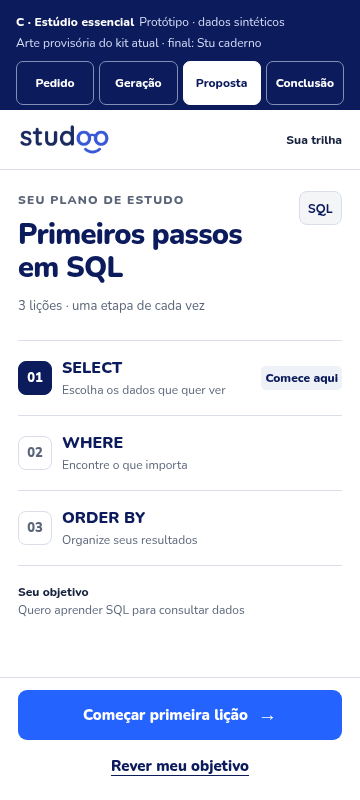 C · Estúdio essencial Protótipo · dados sintéticos
Arte provisória do kit atual · final: Stu caderno
Pedido
Geração
Proposta
Conclusão
studoo
Sua trilha
SEU PLANO DE ESTUDO
SQL
Primeiros passos
em SQL
3 lições · uma etapa de cada vez
01
SELECT
Escolha os dados que quer ver
Comece aqui
02
WHERE
Encontre o que importa
03
ORDER BY
Organize seus resultados
Seu objetivo
Quero aprender SQL para consultar dados
Começar primeira lição →
Rever meu objetivo